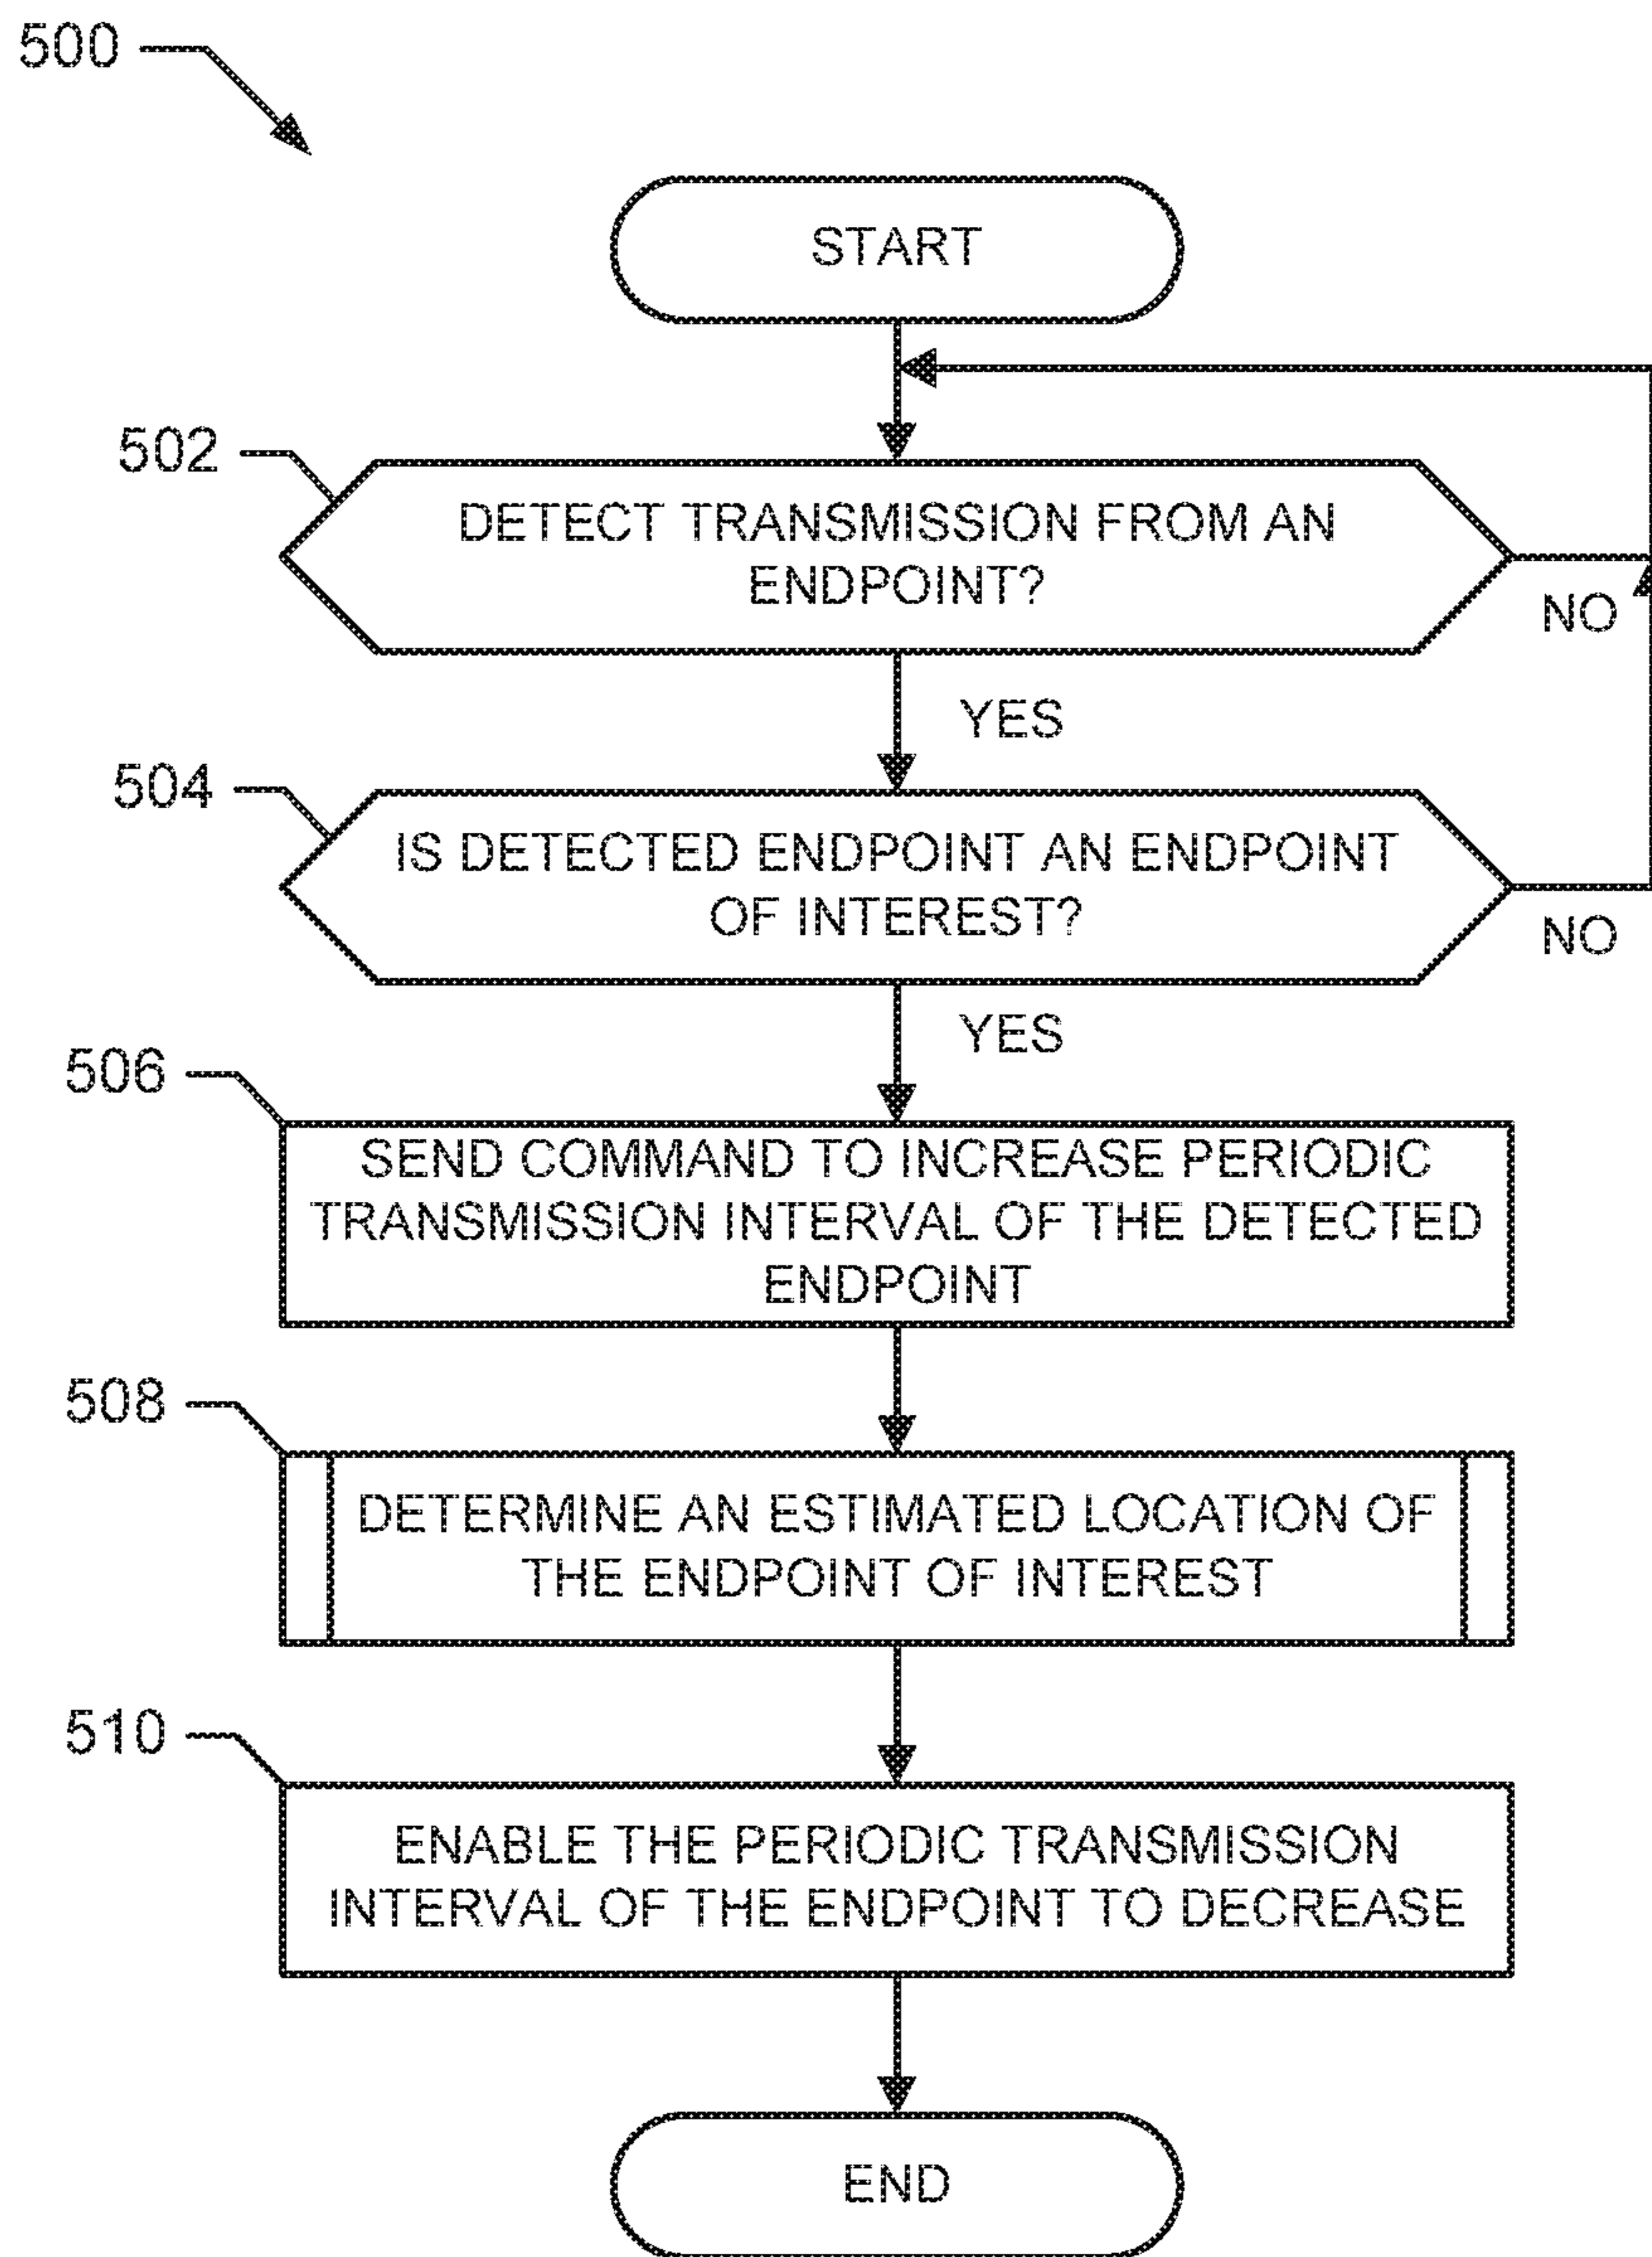 500
START
502
DETECT TRANSMISSION FROM AN
ENDPOINT?
NO
YES
504
IS DETECTED ENDPOINT AN ENDPOINT
OF INTEREST?
NO
YES
506
SEND COMMAND TO INCREASE PERIODIC
TRANSMISSION INTERVAL OF THE DETECTED
ENDPOINT
508
DETERMINE AN ESTIMATED LOCATION OF
THE ENDPOINT OF INTEREST
510
ENABLE THE PERIODIC TRANSMISSION
INTERVAL OF THE ENDPOINT TO DECREASE
END